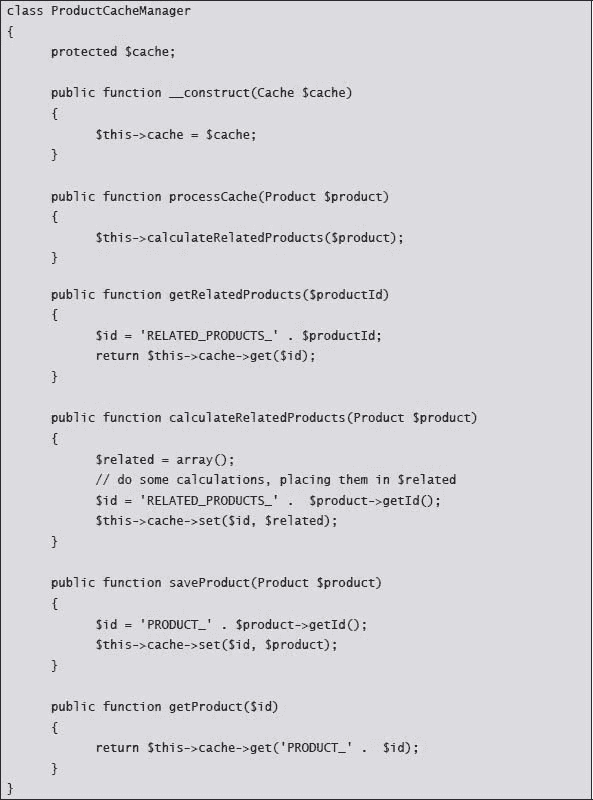 class ProductCacheManager
{
protected $cache;
public function __construct(Cache $cache)
{
$this->cache = $cache;
}
public function processCache(Product $product)
{
$this->calculateRelatedProducts($product);
}
public function getRelatedProducts($productId)
{
$id = 'RELATED_PRODUCTS_' . $productId;
return $this->cache->get($id);
}
public function calculateRelatedProducts(Product $product)
{
$related = array();
// do some calculations, placing them in $related
$id = 'RELATED_PRODUCTS_' .  $product->getId();
$this->cache->set($id, $related);
}
public function saveProduct(Product $product)
{
$id = 'PRODUCT_' . $product->getId();
$this->cache->set($id, $product);
}
public function getProduct($id)
{
return $this->cache->get('PRODUCT_' .  $id);
}
}